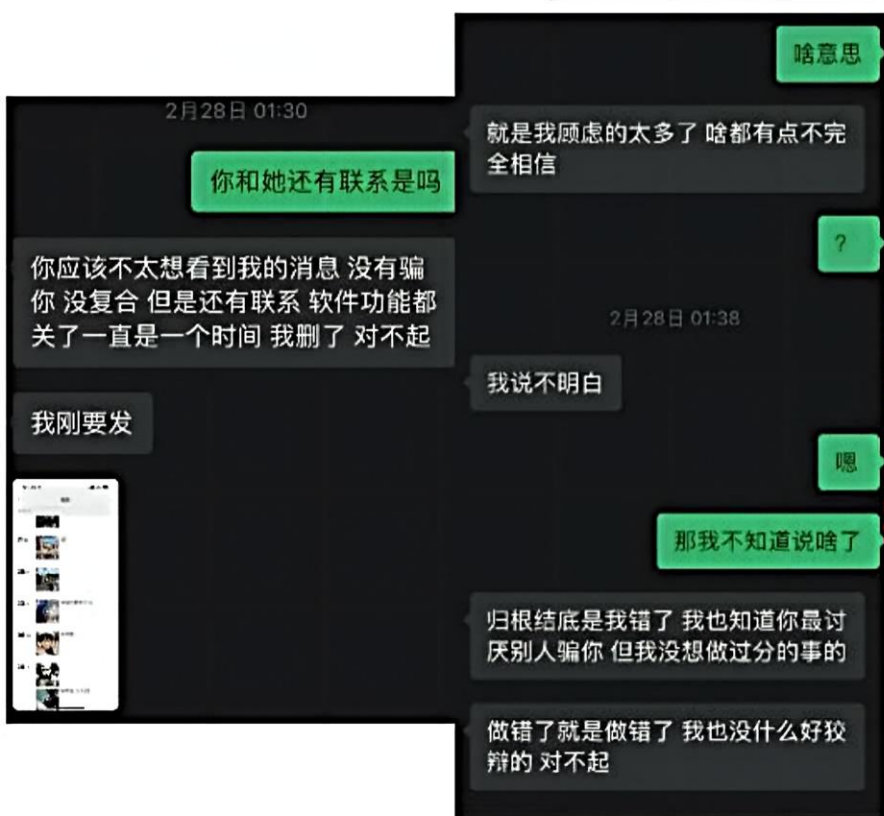 2月28日 01:30
你和她还有联系是吗
你应该不太想看到我的消息 没有骗
你 没复合 但是还有联系 软件功能都
关了一直是一个时间 我删了 对不起
我刚要发
啥意思
就是我顾虑的太多了 啥都有点不完
全相信
?
2月28日 01:38
我说不明白
嗯
那我不知道说啥了
归根结底是我错了 我也知道你最讨
厌别人骗你 但我没想做过分的事的
做错了就是做错了 我也没什么好狡
辩的 对不起